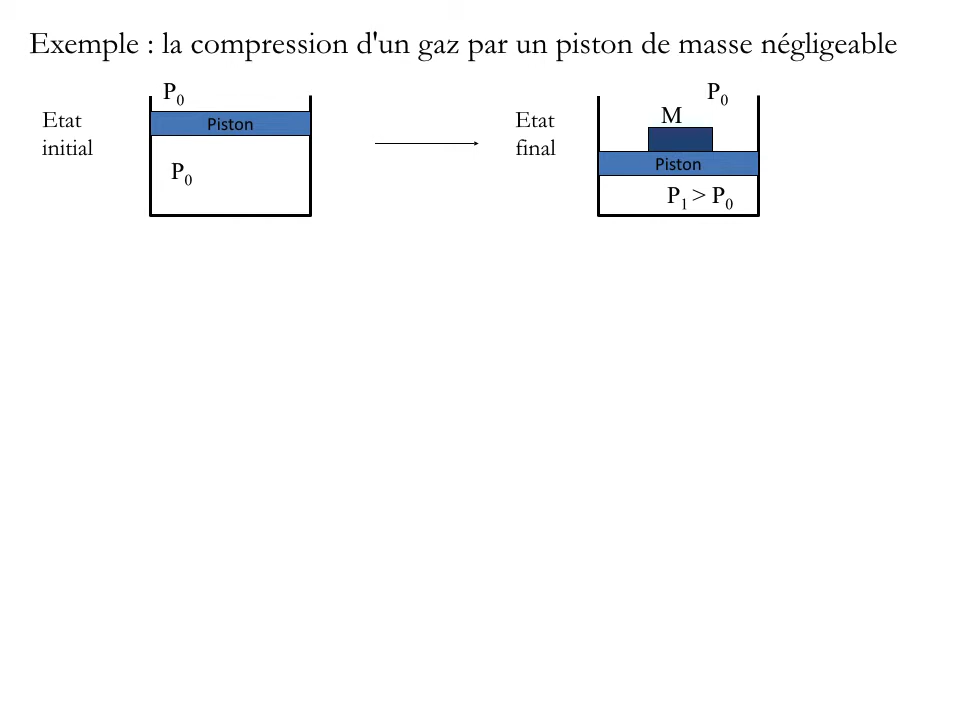 Exemple : la compression d'un gaz par un piston de masse négligeable
P0
P0
Etat
initial
Piston
M
Etat
final
Piston
P0
P1 > P0